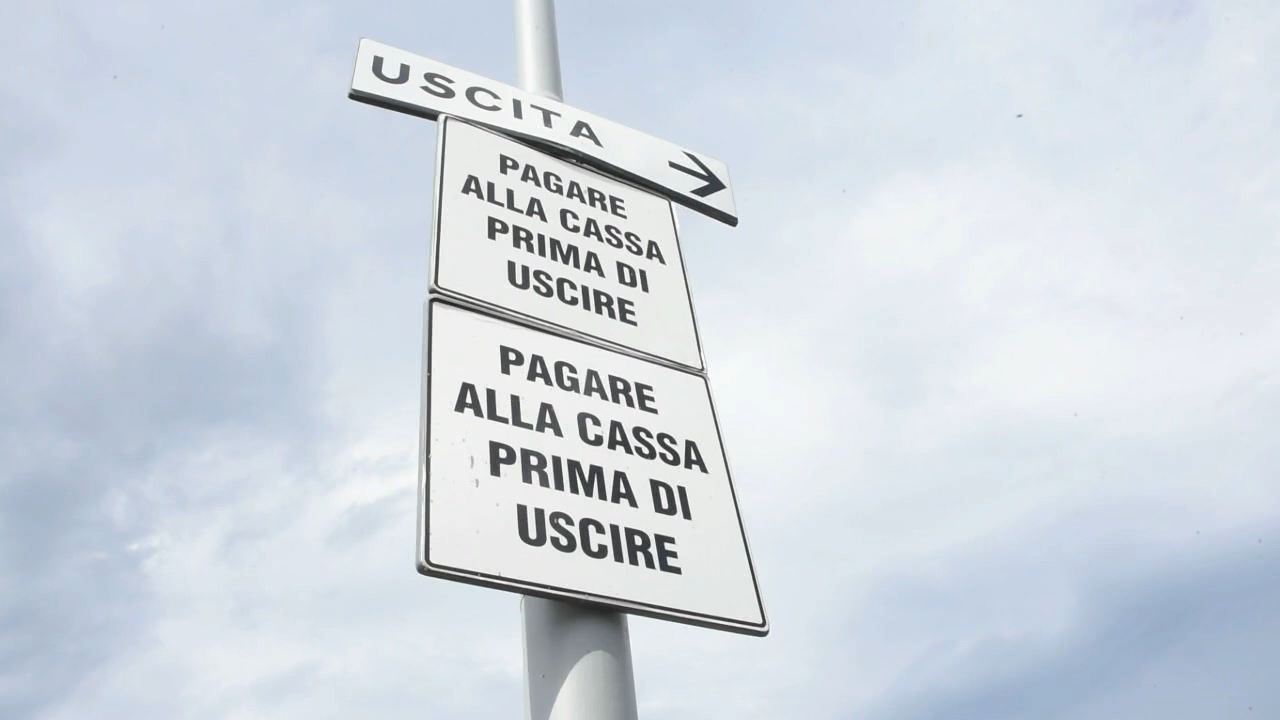 USCITA
PAGARE
ALLA CASSA
PRIMA DI
USCIRE
PAGARE
ALLA CASSA
PRIMA DI
USCIRE